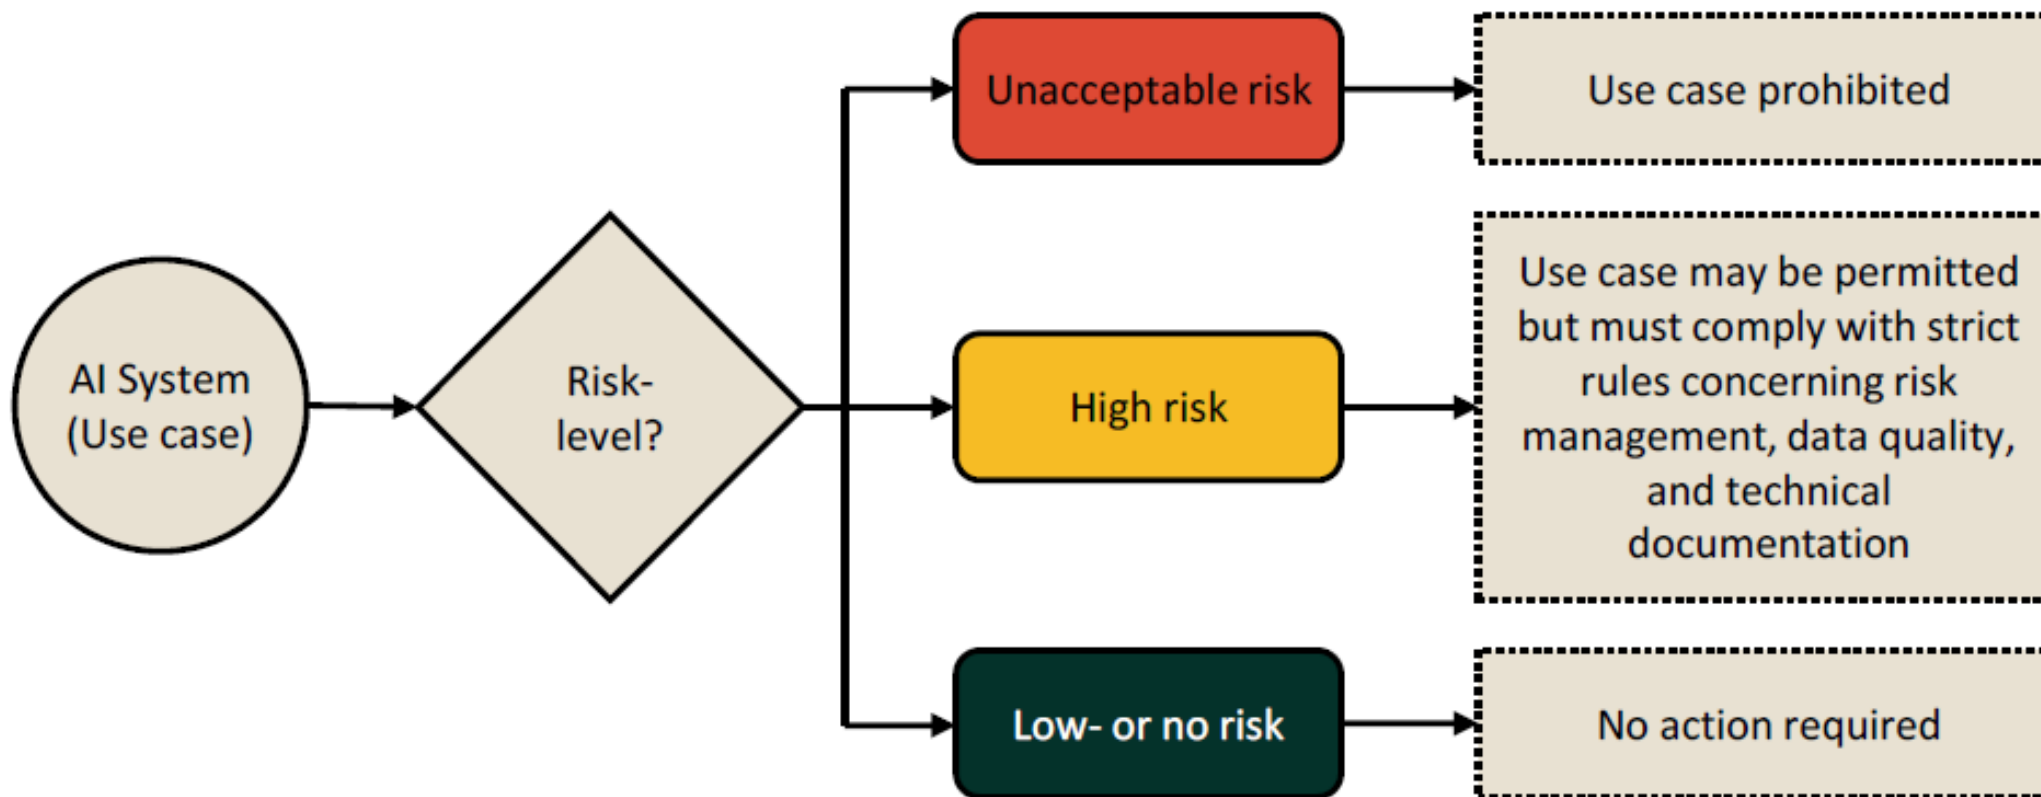 AI System
(Use case)
Risk-
level?
Unacceptable risk
Use case prohibited
High risk
Use case may be permitted
but must comply with strict
rules concerning risk
management, data quality,
and technical
documentation
Low- or no risk
No action required